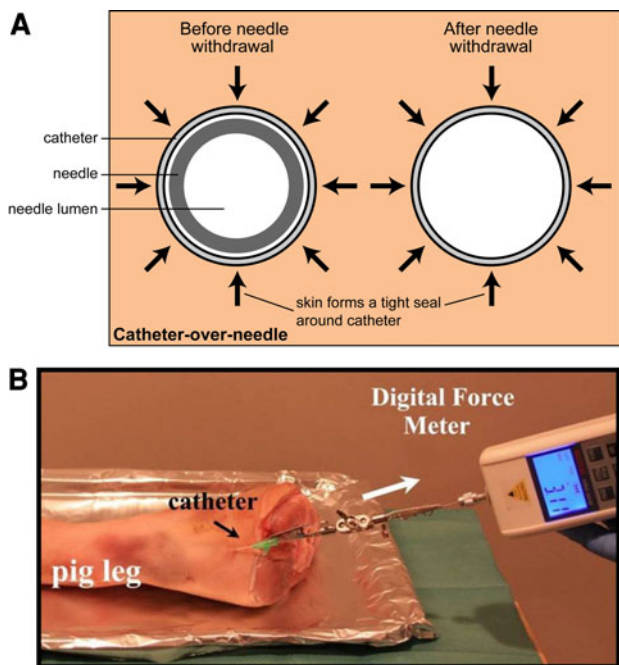 A
Before needle
withdrawal
After needle
withdrawal
catheter
needle
needle lumen
skin forms a tight seal
around catheter
Catheter-over-needle
B
Digital Force
Meter
catheter
pig leg